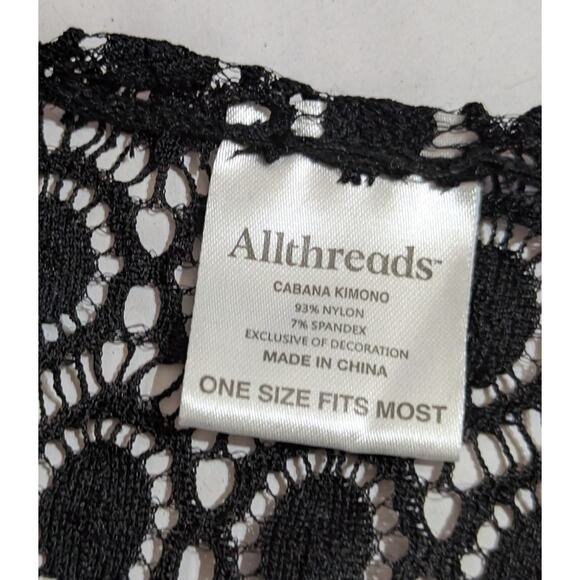 Allthreads™
CABANA KIMONO
93% NYLON
7% SPANDEX
EXCLUSIVE OF DECORATION
MADE IN CHINA
ONE SIZE FITS MOST